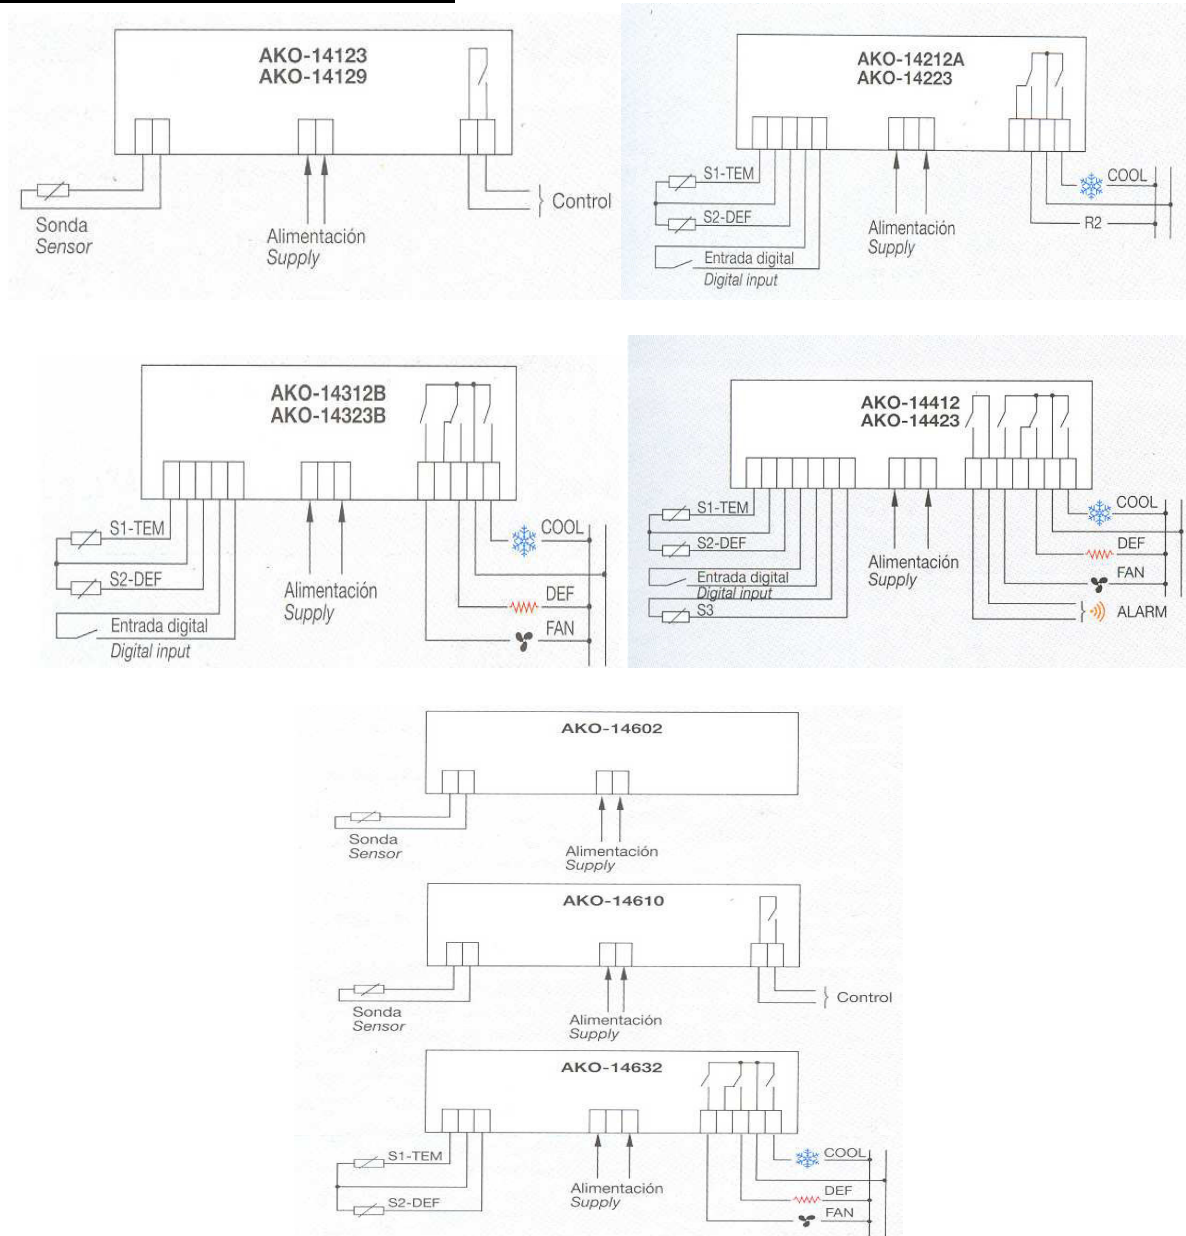 AKO-14123
AKO-14129
Sonda
Sensor
Alimentación
Supply
Control
AKO-14212A
AKO-14223
S1-TEM
S2-DEF
Entrada digital
Digital input
Alimentación
Supply
COOL
R2
AKO-14312B
AKO-14323B
S1-TEM
S2-DEF
Entrada digital
Digital input
Alimentación
Supply
COOL
DEF
FAN
AKO-14412
AKO-14423
S1-TEM
S2-DEF
Entrada digital
Digital input
S3
Alimentación
Supply
COOL
DEF
FAN
ALARM
AKO-14602
Sonda
Sensor
Alimentación
Supply
AKO-14610
Sonda
Sensor
Alimentación
Supply
Control
AKO-14632
S1-TEM
S2-DEF
Alimentación
Supply
COOL
DEF
FAN